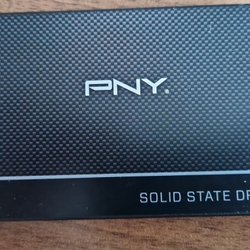 PNY.
SOLID STATE DR